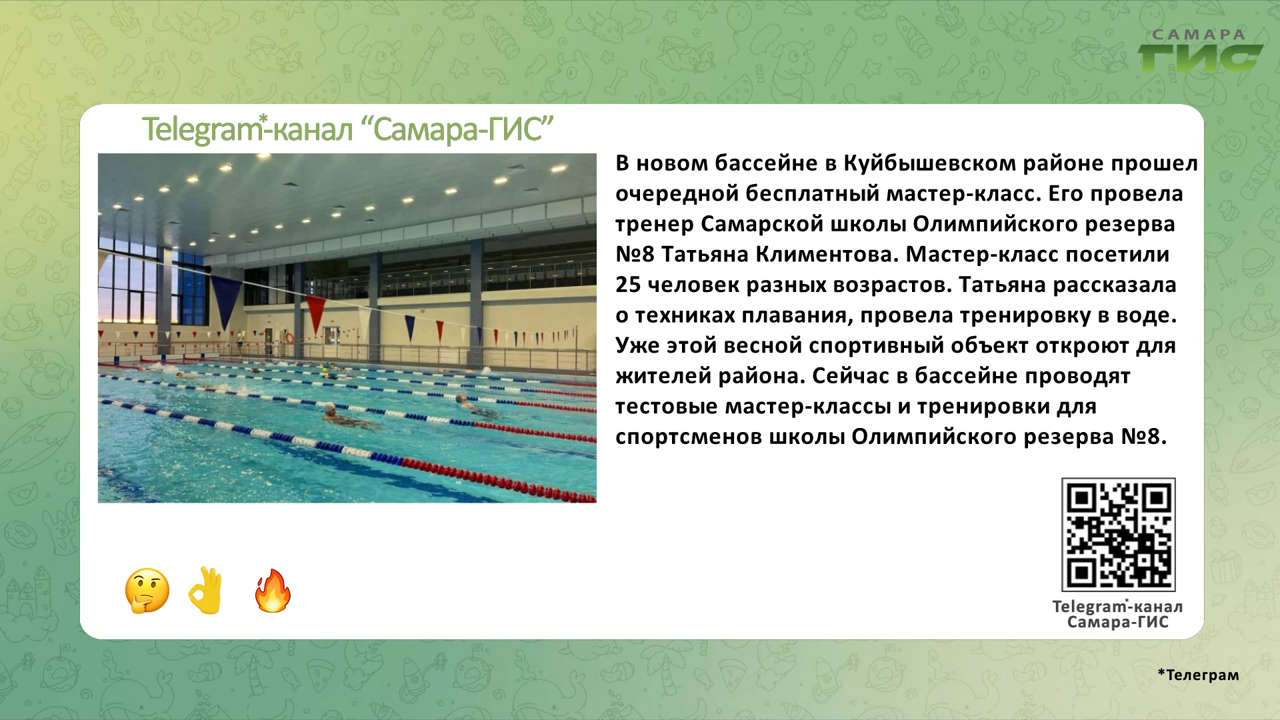 САМАРА
ГИС
Telegram*-канал “Самара-ГИС”
В новом бассейне в Куйбышевском районе прошел
очередной бесплатный мастер-класс. Его провела
тренер Самарской школы Олимпийского резерва
№8 Татьяна Климентова. Мастер-класс посетили
25 человек разных возрастов. Татьяна рассказала
о техниках плавания, провела тренировку в воде.
Уже этой весной спортивный объект откроют для
жителей района. Сейчас в бассейне проводят
тестовые мастер-классы и тренировки для
спортсменов школы Олимпийского резерва №8.
Telegram*-канал
Самара-ГИС
*Телеграм